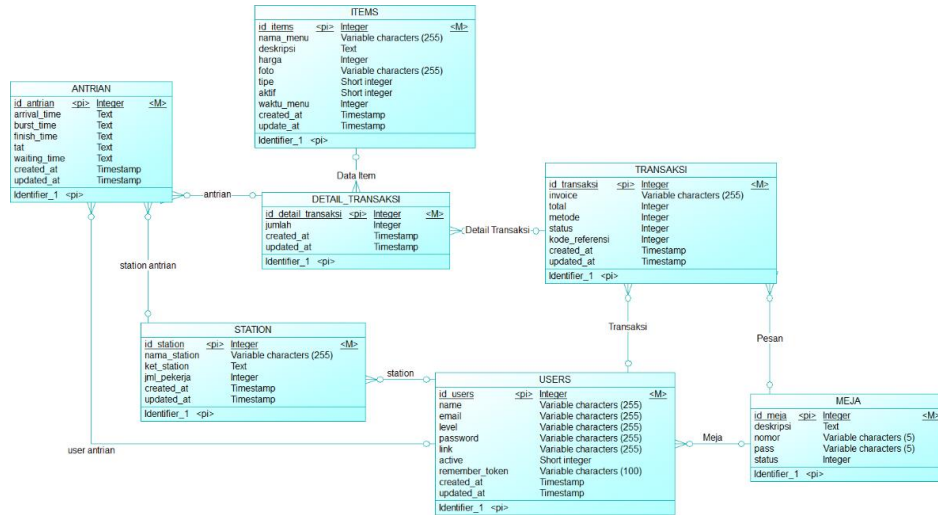 ITEMS
id_items <pi> Integer <M>
nama_menu Variable characters (255)
deskripsi Text
harga Integer
foto Variable characters (255)
tipe Short integer
aktif Short integer
waktu_menu Integer
created_at Timestamp
update_at Timestamp
Identifier_1 <pi>
ANTRIAN
id_antrian <pi> Integer <M>
arrival_time Text
burst_time Text
finish_time Text
tat Text
waiting_time Text
created_at Timestamp
updated_at Timestamp
Identifier_1 <pi>
Data Item
antrian
DETAIL_TRANSAKSI
id_detail_transaksi <pi> Integer <M>
jumlah Integer
created_at Timestamp
updated_at Timestamp
Identifier_1 <pi>
Detail Transaksi
TRANSAKSI
id_transaksi <pi> Integer <M>
invoice Variable characters (255)
total Integer
metode Integer
status Integer
kode_referensi Integer
created_at Timestamp
updated_at Timestamp
Identifier_1 <pi>
station antrian
STATION
id_station <pi> Integer <M>
nama_station Variable characters (255)
ket_station Text
jml_pekerja Integer
created_at Timestamp
updated_at Timestamp
Identifier_1 <pi>
station
Transaksi
Pesan
USERS
id_users <pi> Integer <M>
name Variable characters (255)
email Variable characters (255)
level Variable characters (255)
password Variable characters (255)
link Variable characters (255)
active Short integer
remember_token Variable characters (100)
created_at Timestamp
updated_at Timestamp
Identifier_1 <pi>
Meja
MEJA
id_meja <pi> Integer <M>
deskripsi Text
nomor Variable characters (5)
pass Variable characters (5)
status Integer
Identifier_1 <pi>
user antrian